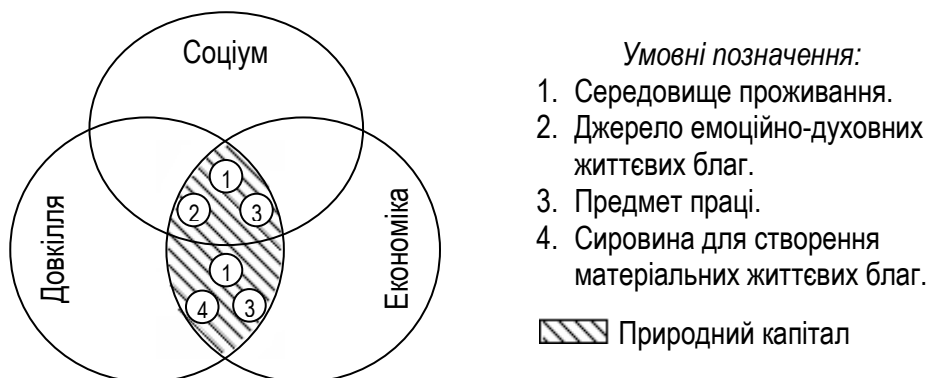 Соціум
Довкілля
Економіка
1
2
3
1
4
3
Умовні позначення:
1. Середовище проживання.
2. Джерело емоційно-духовних
життєвих благ.
3. Предмет праці.
4. Сировина для створення
матеріальних життєвих благ.
Природний капітал